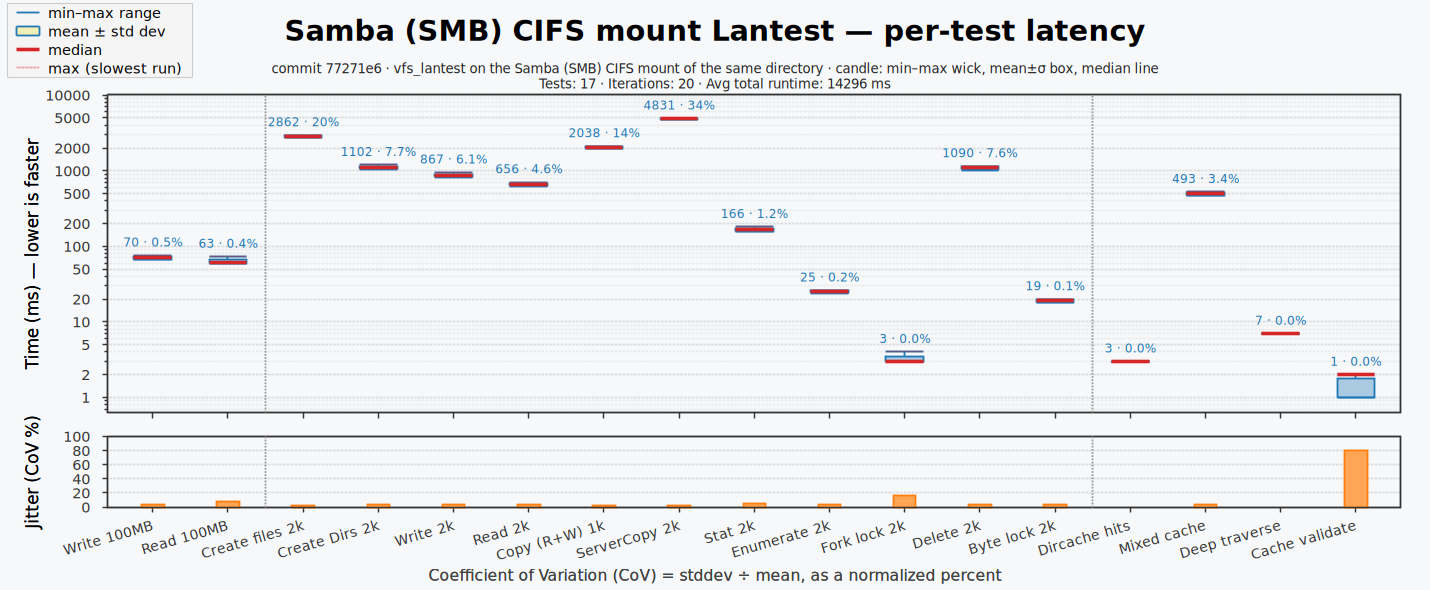 min–max range
mean ± std dev
median
max (slowest run)
Samba (SMB) CIFS mount Lantest — per-test latency
commit 77271e6 · vfs_lantest on the Samba (SMB) CIFS mount of the same directory · candle: min–max wick, mean±σ box, median line
Tests: 17 · Iterations: 20 · Avg total runtime: 14296 ms
Time (ms) — lower is faster
10000
5000
2000
1000
500
200
100
50
20
10
5
2
1
70 · 0.5%
63 · 0.4%
2862 · 20%
1102 · 7.7%
867 · 6.1%
656 · 4.6%
2038 · 14%
4831 · 34%
166 · 1.2%
25 · 0.2%
3 · 0.0%
1090 · 7.6%
19 · 0.1%
3 · 0.0%
493 · 3.4%
7 · 0.0%
1 · 0.0%
Jitter (CoV %)
100
80
60
40
20
0
Write 100MB
Read 100MB
Create files 2k
Create Dirs 2k
Write 2k
Read 2k
Copy (R+W) 1k
ServerCopy 2k
Stat 2k
Enumerate 2k
Fork lock 2k
Delete 2k
Byte lock 2k
Dircache hits
Mixed cache
Deep traverse
Cache validate
Coefficient of Variation (CoV) = stddev ÷ mean, as a normalized percent